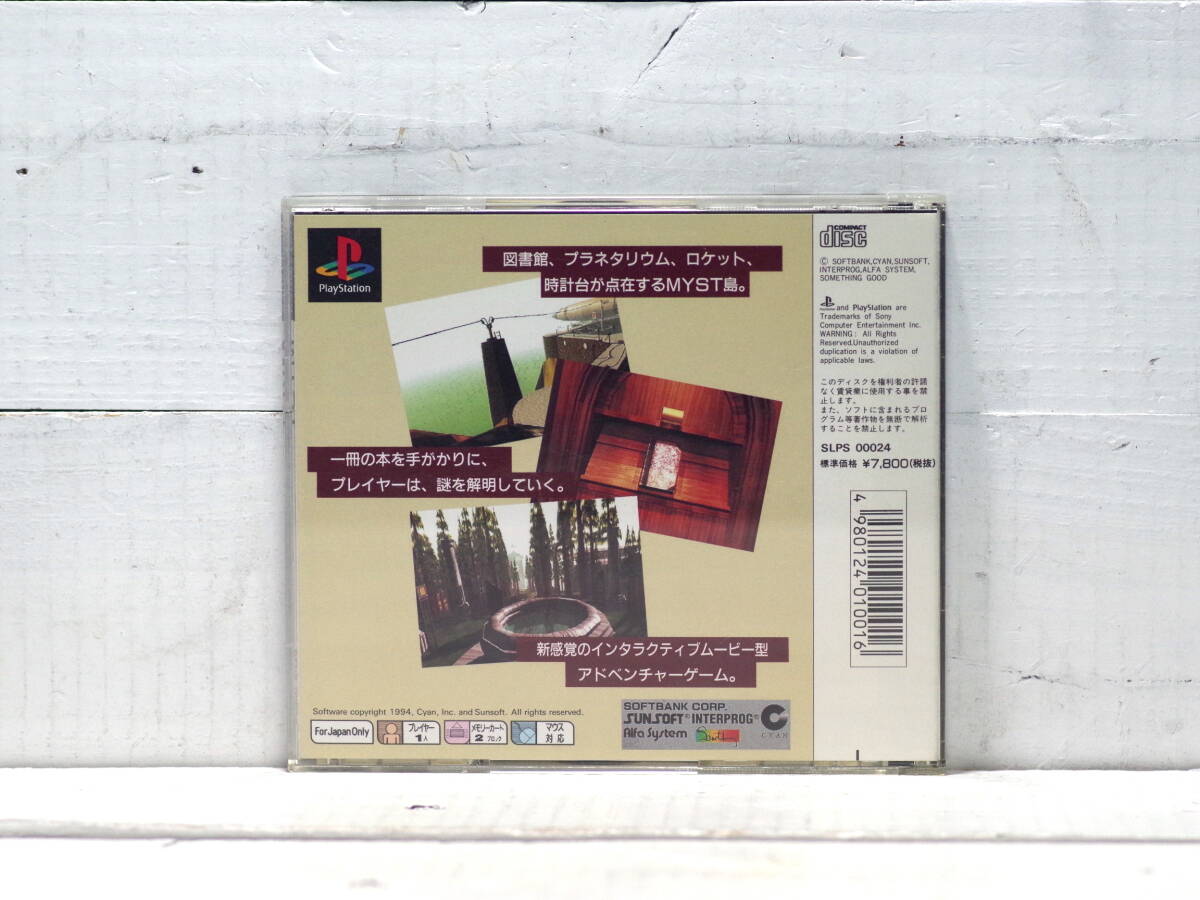 PlayStation
図書館、プラネタリウム、ロケット、
時計台が点在するMYST島。
一冊の本を手がかりに、
プレイヤーは、謎を解明していく。
新感覚のインタラクティブムービー型
アドベンチャーゲーム。
Software copyright 1994, Cyan, Inc. and Sunsoft. All rights reserved.
For Japan Only
プレイヤー
1人
メモリーカード
2ブロック
マウス
対応
SOFTBANK CORP.
SUNSOFT® INTERPROG®
Alfa System
CYAN
COMPACT
disc
© SOFTBANK,CYAN,SUNSOFT,
INTERPROG,ALFA SYSTEM,
SOMETHING GOOD
and PlayStation are
Trademarks of Sony
Computer Entertainment Inc.
WARNING: All Rights
Reserved.Unauthorized
duplication is a violation of
applicable laws.
このディスクを権利者の許諾
なく賃貸業に使用する事を禁
止します。
また、ソフトに含まれるプロ
グラム等著作物を無断で解析
することを禁止します。
SLPS 00024
標準価格 ¥7,800(税抜)
4 980124 010016